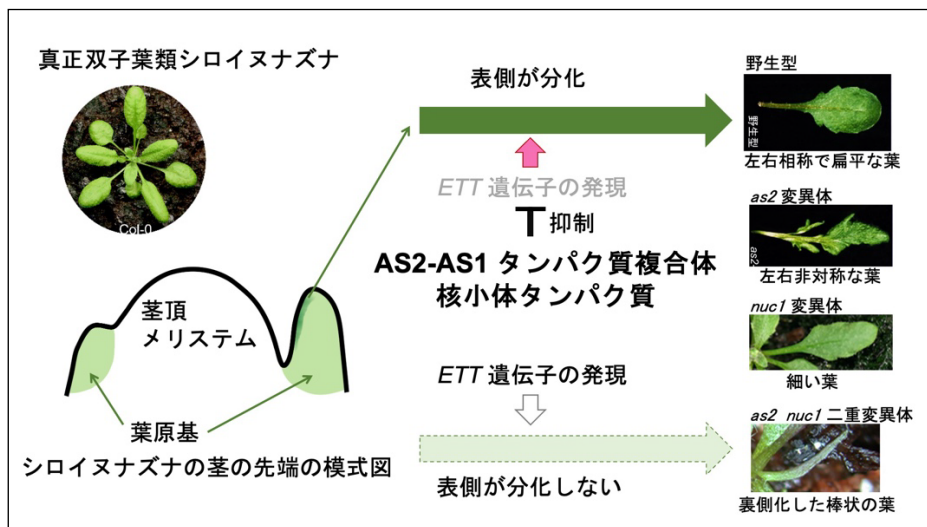 真正双子葉類シロイヌナズナ
Col-0
茎頂
メリステム
葉原基
シロイヌナズナの茎の先端の模式図
表側が分化
ETT 遺伝子の発現
抑制
AS2-AS1 タンパク質複合体
核小体タンパク質
ETT 遺伝子の発現
表側が分化しない
野生型
野生型
左右相称で扁平な葉
as2 変異体
as2
左右非対称な葉
nuc1 変異体
細い葉
as2 nuc1 二重変異体
裏側化した棒状の葉